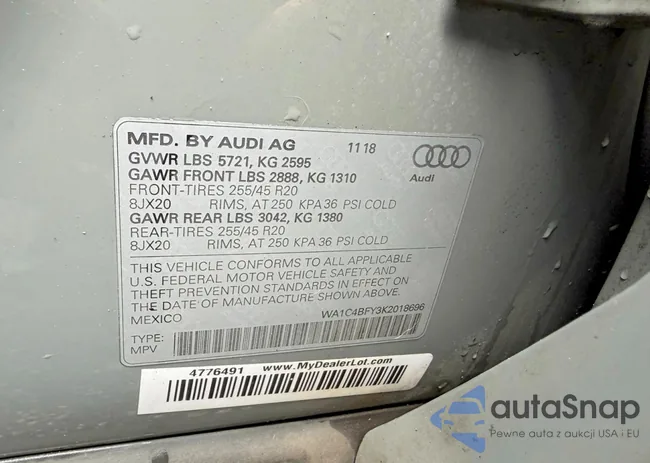 MFD. BY AUDI AG 11 18
GVWR LBS 5721, KG 2595
GAWR FRONT LBS 2888, KG 1310
FRONT-TIRES 255/45 R20
8JX20 RIMS, AT 250 KPA 36 PSI COLD
GAWR REAR LBS 3042, KG 1380
REAR-TIRES 255/45 R20
8JX20 RIMS, AT 250 KPA 36 PSI COLD
Audi
THIS VEHICLE CONFORMS TO ALL APPLICABLE
U.S. FEDERAL MOTOR VEHICLE SAFETY AND
THEFT PREVENTION STANDARDS IN EFFECT ON
THE DATE OF MANUFACTURE SHOWN ABOVE.
MEXICO WA1C4BFY3K2018696
TYPE:
MPV
4776491 www.MyDealerLot.com
autaSnap
Pewne auta z aukcji USA i EU